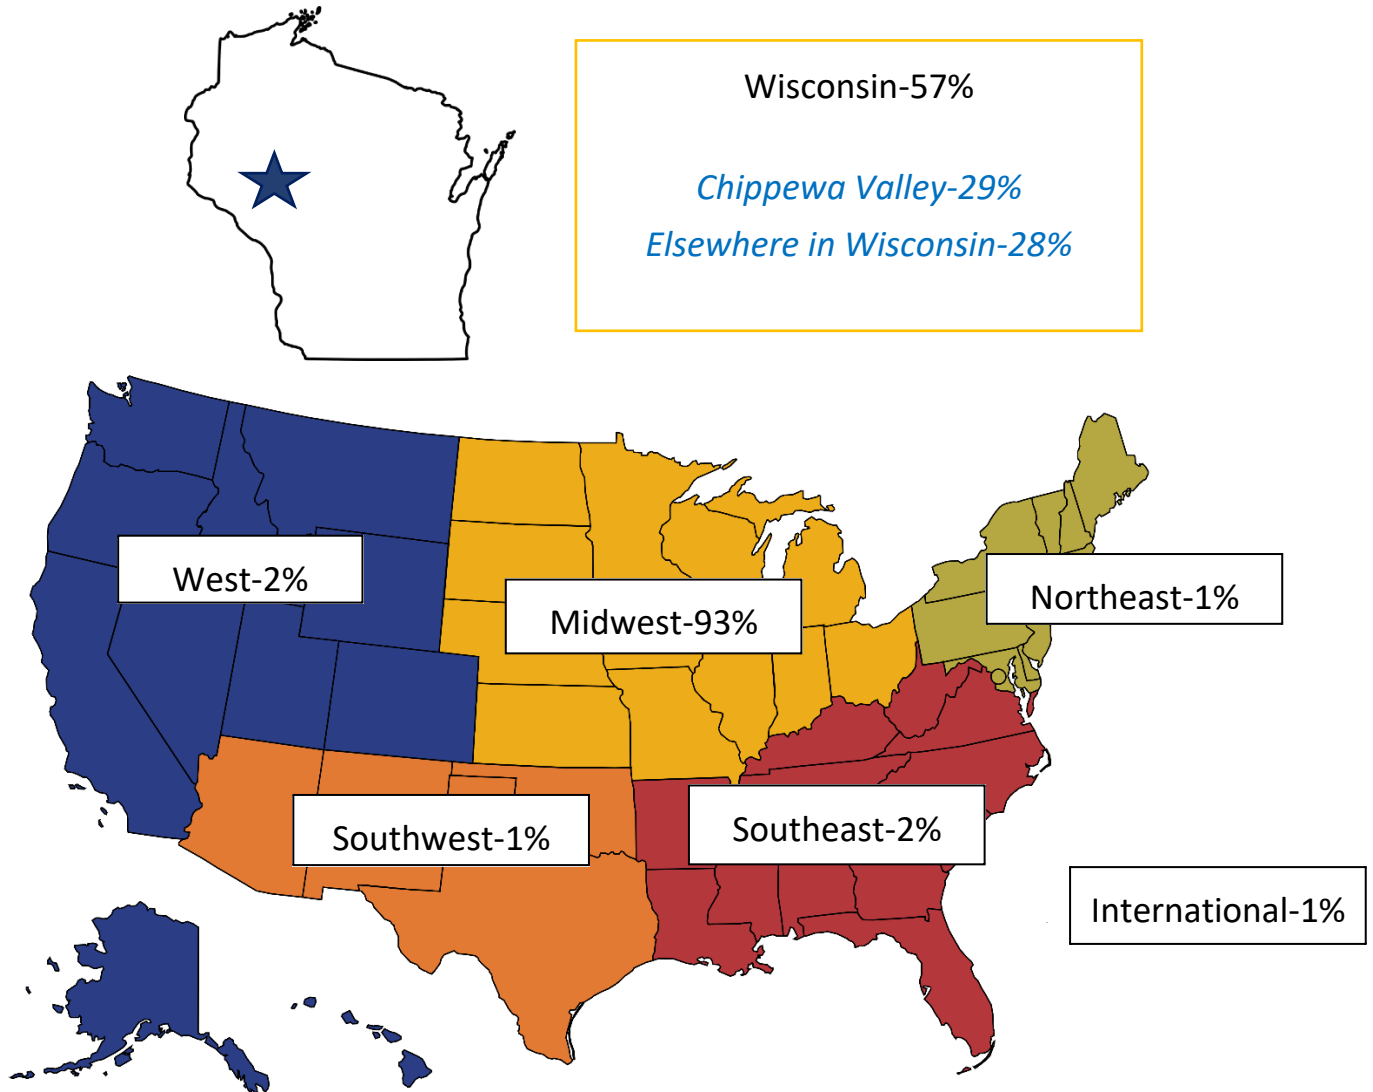 Wisconsin-57%
Chippewa Valley-29%
Elsewhere in Wisconsin-28%
West-2%
Midwest-93%
Northeast-1%
Southwest-1%
Southeast-2%
International-1%